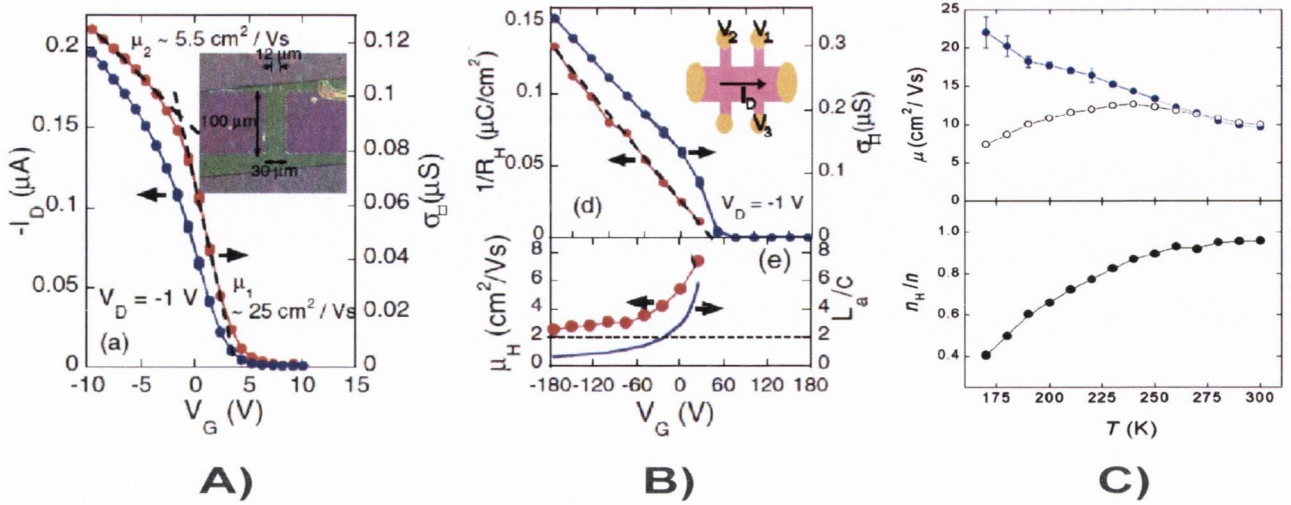 0.2
0.15
0.1
0.05
0
-I_D (μA)
μ₂ ~ 5.5 cm² / Vs
12 μm
100 μm
30 μm
V_D = -1 V
μ₁
~ 25 cm² / Vs
(a)
0.12
0.1
0.08
0.06
0.04
0.02
0
σ□(μS)
-10 -5 0 5 10 15
V_G (V)
A)
0.15
0.1
0.05
1/R_H (μC/cm²)
V₂ V₁
I_D
V₃
(d)
V_D = -1 V
0.3
0.2
0.1
0
(μS)
8
6
4
2
0
μ_H (cm²/Vs)
(e)
8
6
4
2
0
L_a/c
-180 -120 -60 0 60 120 180
V_G (V)
B)
25
20
15
10
5
0
μ (cm²/Vs)
1.0
0.8
0.6
0.4
n_H/n
175 200 225 250 275 300
T (K)
C)